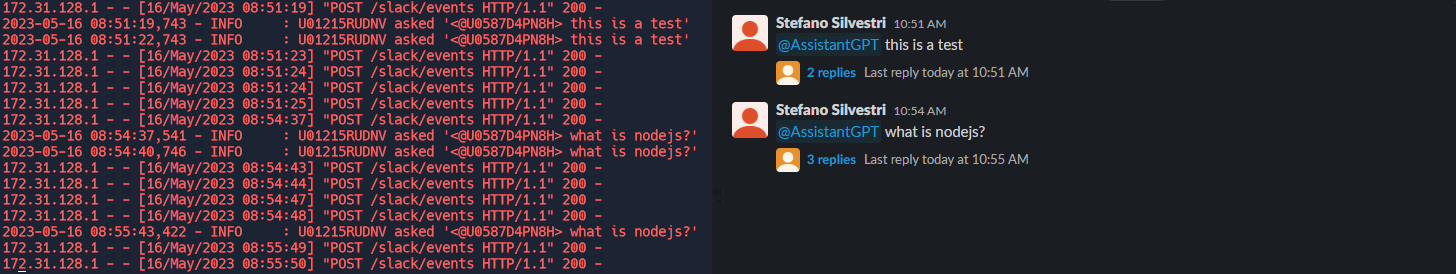 172.31.128.1 - - [16/May/2023 08:51:19] "POST /slack/events HTTP/1.1" 200 -
2023-05-16 08:51:19,743 - INFO     : U01215RUDNV asked '<@U0587D4PN8H> this is a test'
2023-05-16 08:51:22,743 - INFO     : U01215RUDNV asked '<@U0587D4PN8H> this is a test'
172.31.128.1 - - [16/May/2023 08:51:23] "POST /slack/events HTTP/1.1" 200 -
172.31.128.1 - - [16/May/2023 08:51:24] "POST /slack/events HTTP/1.1" 200 -
172.31.128.1 - - [16/May/2023 08:51:24] "POST /slack/events HTTP/1.1" 200 -
172.31.128.1 - - [16/May/2023 08:51:25] "POST /slack/events HTTP/1.1" 200 -
172.31.128.1 - - [16/May/2023 08:54:37] "POST /slack/events HTTP/1.1" 200 -
2023-05-16 08:54:37,541 - INFO     : U01215RUDNV asked '<@U0587D4PN8H> what is nodejs?'
2023-05-16 08:54:40,746 - INFO     : U01215RUDNV asked '<@U0587D4PN8H> what is nodejs?'
172.31.128.1 - - [16/May/2023 08:54:43] "POST /slack/events HTTP/1.1" 200 -
172.31.128.1 - - [16/May/2023 08:54:44] "POST /slack/events HTTP/1.1" 200 -
172.31.128.1 - - [16/May/2023 08:54:47] "POST /slack/events HTTP/1.1" 200 -
172.31.128.1 - - [16/May/2023 08:54:48] "POST /slack/events HTTP/1.1" 200 -
2023-05-16 08:55:43,422 - INFO     : U01215RUDNV asked '<@U0587D4PN8H> what is nodejs?'
172.31.128.1 - - [16/May/2023 08:55:49] "POST /slack/events HTTP/1.1" 200 -
172.31.128.1 - - [16/May/2023 08:55:50] "POST /slack/events HTTP/1.1" 200 -
Stefano Silvestri 10:51 AM
@AssistantGPT this is a test
2 replies Last reply today at 10:51 AM
Stefano Silvestri 10:54 AM
@AssistantGPT what is nodejs?
3 replies Last reply today at 10:55 AM